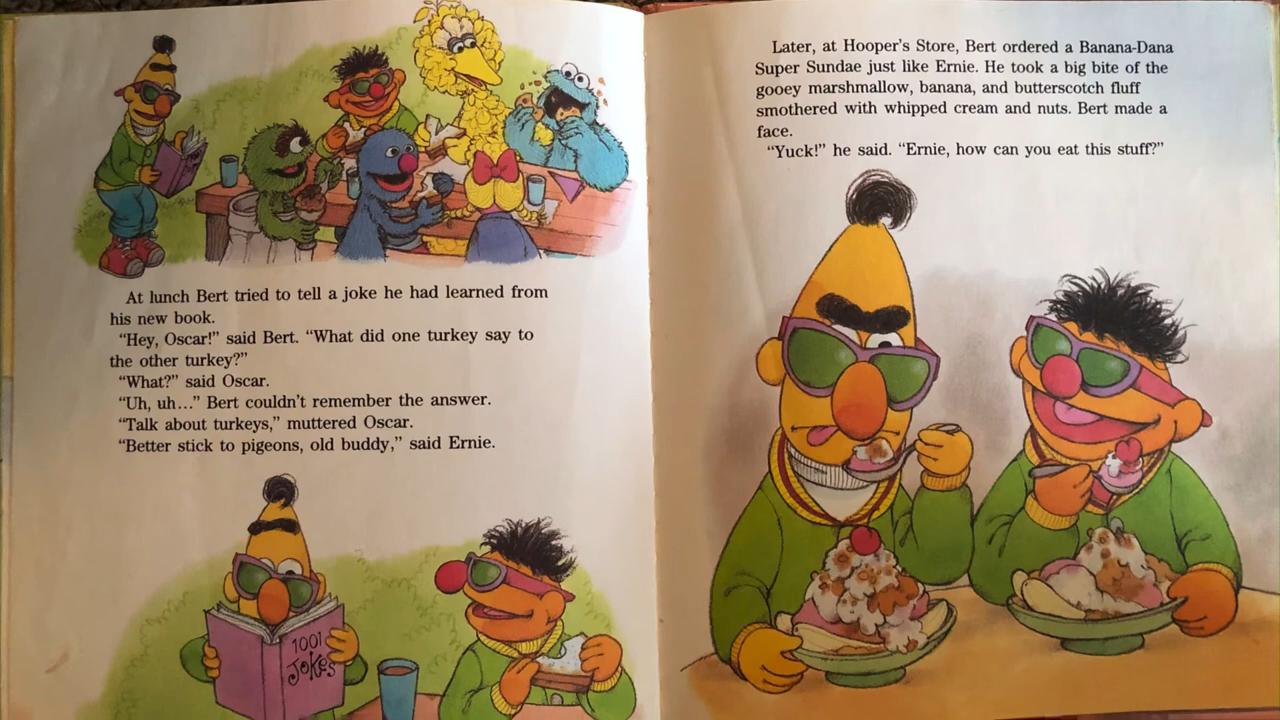 At lunch Bert tried to tell a joke he had learned from
his new book.
“Hey, Oscar!” said Bert. “What did one turkey say to
the other turkey?”
“What?” said Oscar.
“Uh, uh...” Bert couldn’t remember the answer.
“Talk about turkeys,” muttered Oscar.
“Better stick to pigeons, old buddy,” said Ernie.
1001
JOKES
Later, at Hooper’s Store, Bert ordered a Banana-Dana
Super Sundae just like Ernie. He took a big bite of the
gooey marshmallow, banana, and butterscotch fluff
smothered with whipped cream and nuts. Bert made a
face.
“Yuck!” he said. “Ernie, how can you eat this stuff?”